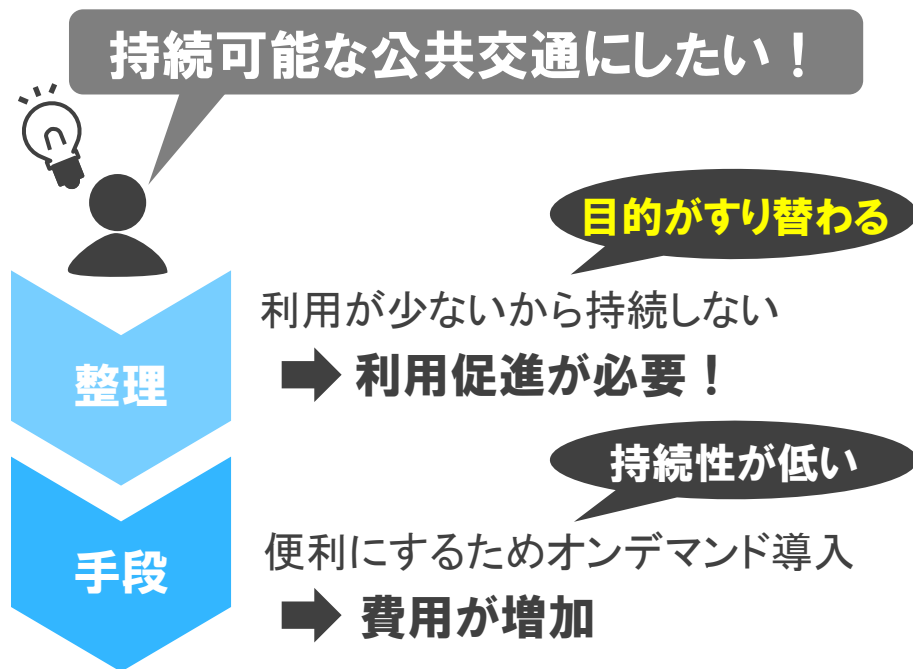 持続可能な公共交通にしたい！
目的がすり替わる
整理
利用が少ないから持続しない
➡ 利用促進が必要！
持続性が低い
手段
便利にするためオンデマンド導入
➡ 費用が増加